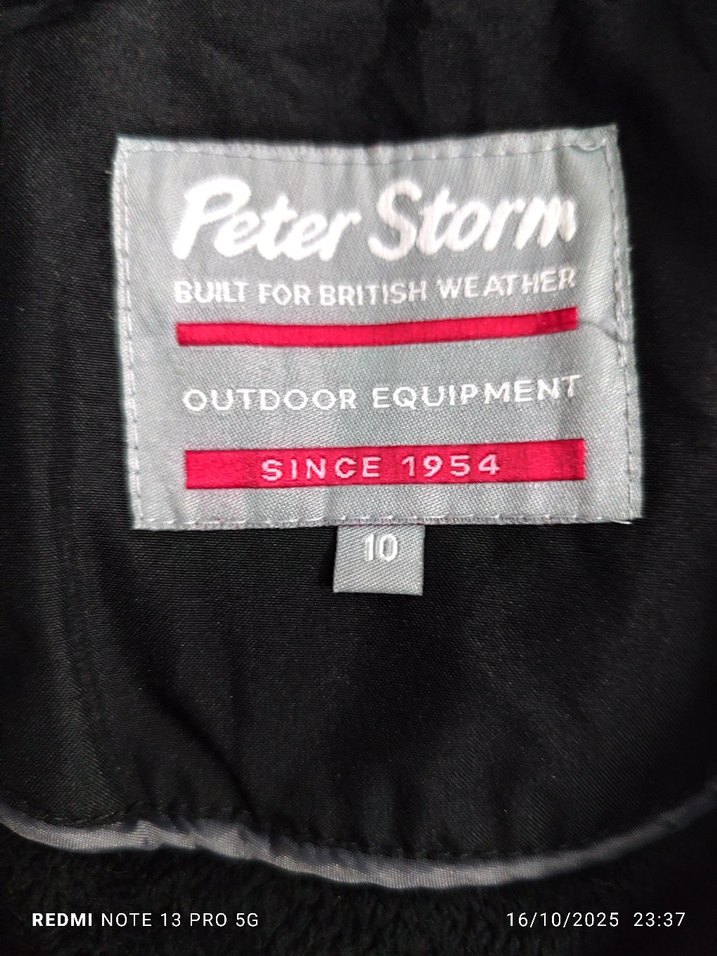 Peter Storm
BUILT FOR BRITISH WEATHER
OUTDOOR EQUIPMENT
SINCE 1954
10
REDMI NOTE 13 PRO 5G
16/10/2025 23:37